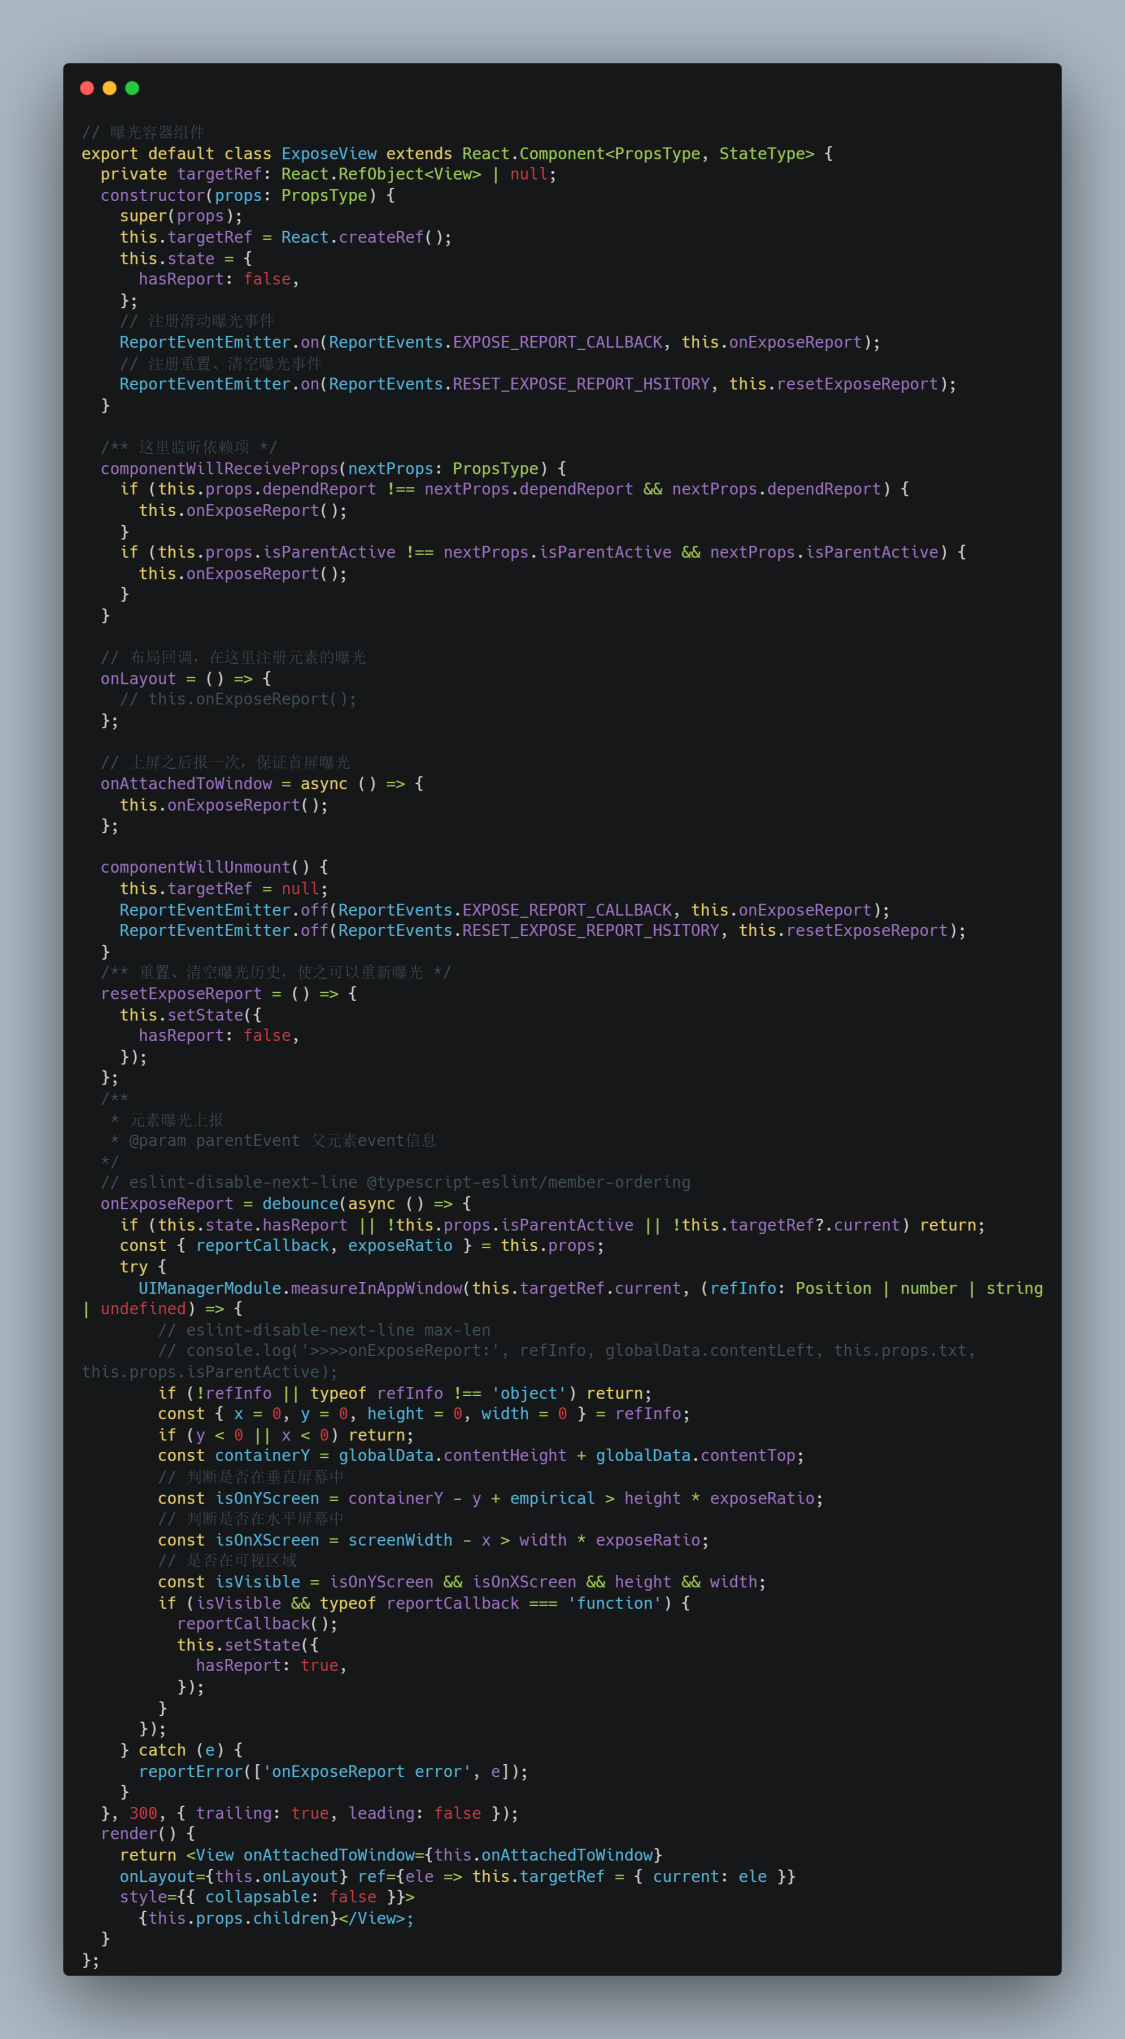 // 曝光容器组件
export default class ExposeView extends React.Component<PropsType, StateType> {
  private targetRef: React.RefObject<View> | null;
  constructor(props: PropsType) {
    super(props);
    this.targetRef = React.createRef();
    this.state = {
      hasReport: false,
    };
    // 注册滑动曝光事件
    ReportEventEmitter.on(ReportEvents.EXPOSE_REPORT_CALLBACK, this.onExposeReport);
    // 注册重置、清空曝光事件
    ReportEventEmitter.on(ReportEvents.RESET_EXPOSE_REPORT_HSITORY, this.resetExposeReport);
  }

  /** 这里监听依赖项 */
  componentWillReceiveProps(nextProps: PropsType) {
    if (this.props.dependReport !== nextProps.dependReport && nextProps.dependReport) {
      this.onExposeReport();
    }
    if (this.props.isParentActive !== nextProps.isParentActive && nextProps.isParentActive) {
      this.onExposeReport();
    }
  }

  // 布局回调，在这里注册元素的曝光
  onLayout = () => {
    // this.onExposeReport();
  };

  // 上屏之后报一次，保证首屏曝光
  onAttachedToWindow = async () => {
    this.onExposeReport();
  };

  componentWillUnmount() {
    this.targetRef = null;
    ReportEventEmitter.off(ReportEvents.EXPOSE_REPORT_CALLBACK, this.onExposeReport);
    ReportEventEmitter.off(ReportEvents.RESET_EXPOSE_REPORT_HSITORY, this.resetExposeReport);
  }
  /** 重置、清空曝光历史，使之可以重新曝光 */
  resetExposeReport = () => {
    this.setState({
      hasReport: false,
    });
  };
  /**
   * 元素曝光上报
   * @param parentEvent 父元素event信息
  */
  // eslint-disable-next-line @typescript-eslint/member-ordering
  onExposeReport = debounce(async () => {
    if (this.state.hasReport || !this.props.isParentActive || !this.targetRef?.current) return;
    const { reportCallback, exposeRatio } = this.props;
    try {
      UIManagerModule.measureInAppWindow(this.targetRef.current, (refInfo: Position | number | string
| undefined) => {
        // eslint-disable-next-line max-len
        // console.log('>>>>onExposeReport:', refInfo, globalData.contentLeft, this.props.txt,
this.props.isParentActive);
        if (!refInfo || typeof refInfo !== 'object') return;
        const { x = 0, y = 0, height = 0, width = 0 } = refInfo;
        if (y < 0 || x < 0) return;
        const containerY = globalData.contentHeight + globalData.contentTop;
        // 判断是否在垂直屏幕中
        const isOnYScreen = containerY - y + empirical > height * exposeRatio;
        // 判断是否在水平屏幕中
        const isOnXScreen = screenWidth - x > width * exposeRatio;
        // 是否在可视区域
        const isVisible = isOnYScreen && isOnXScreen && height && width;
        if (isVisible && typeof reportCallback === 'function') {
          reportCallback();
          this.setState({
            hasReport: true,
          });
        }
      });
    } catch (e) {
      reportError(['onExposeReport error', e]);
    }
  }, 300, { trailing: true, leading: false });
  render() {
    return <View onAttachedToWindow={this.onAttachedToWindow}
    onLayout={this.onLayout} ref={ele => this.targetRef = { current: ele }}
    style={{ collapsable: false }}>
      {this.props.children}</View>;
  }
};